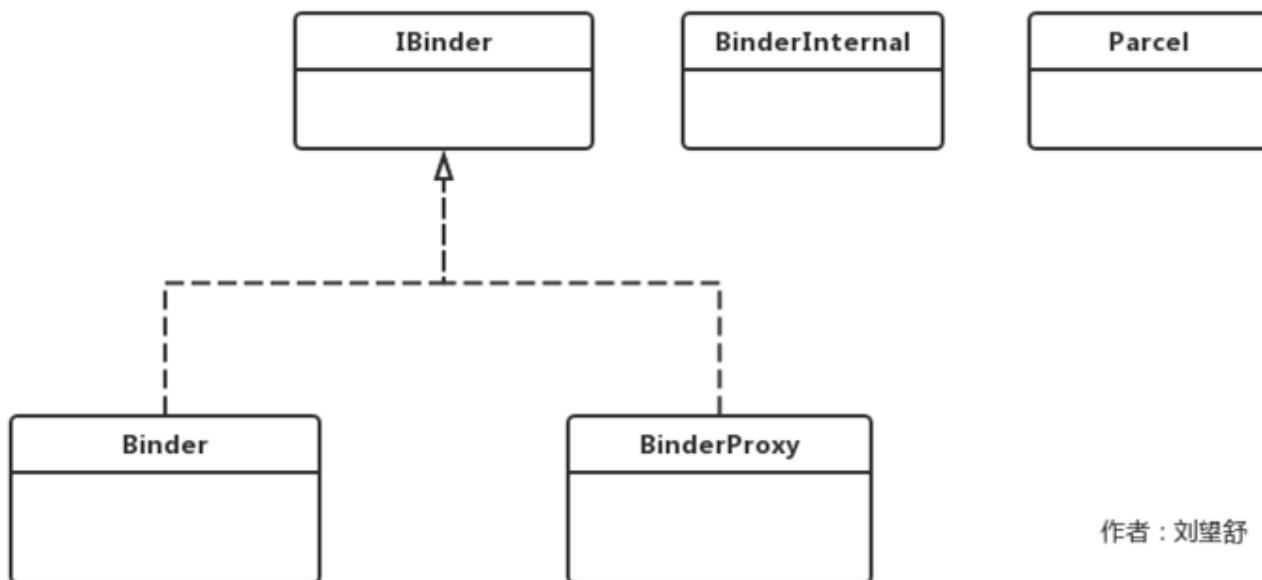 IBinder
BinderInternal
Parcel
Binder
BinderProxy
作者：刘望舒